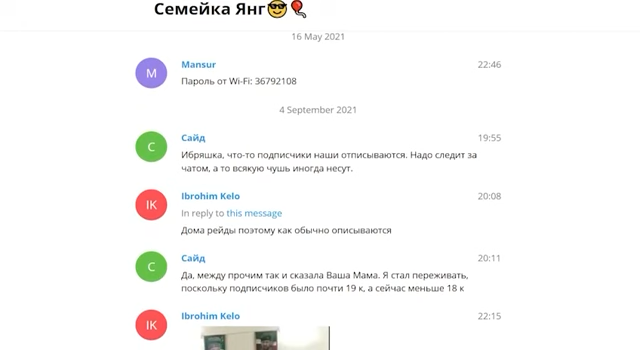 Семейка Янг😎🎈
16 May 2021
M
Mansur
22:46
Пароль от Wi-Fi: 36792108
4 September 2021
С
Сайд
19:55
Ибряшка, что-то подписчики наши отписываются. Надо следит за
чатом, а то всякую чушь иногда несут.
IK
Ibrohim Kelo
20:08
In reply to this message
Дома рейды поэтому как обычно описываются
С
Сайд
20:11
Да, между прочим так и сказала Ваша Мама. Я стал переживать,
поскольку подписчиков было почти 19 к, а сейчас меньше 18 к
IK
Ibrohim Kelo
22:15